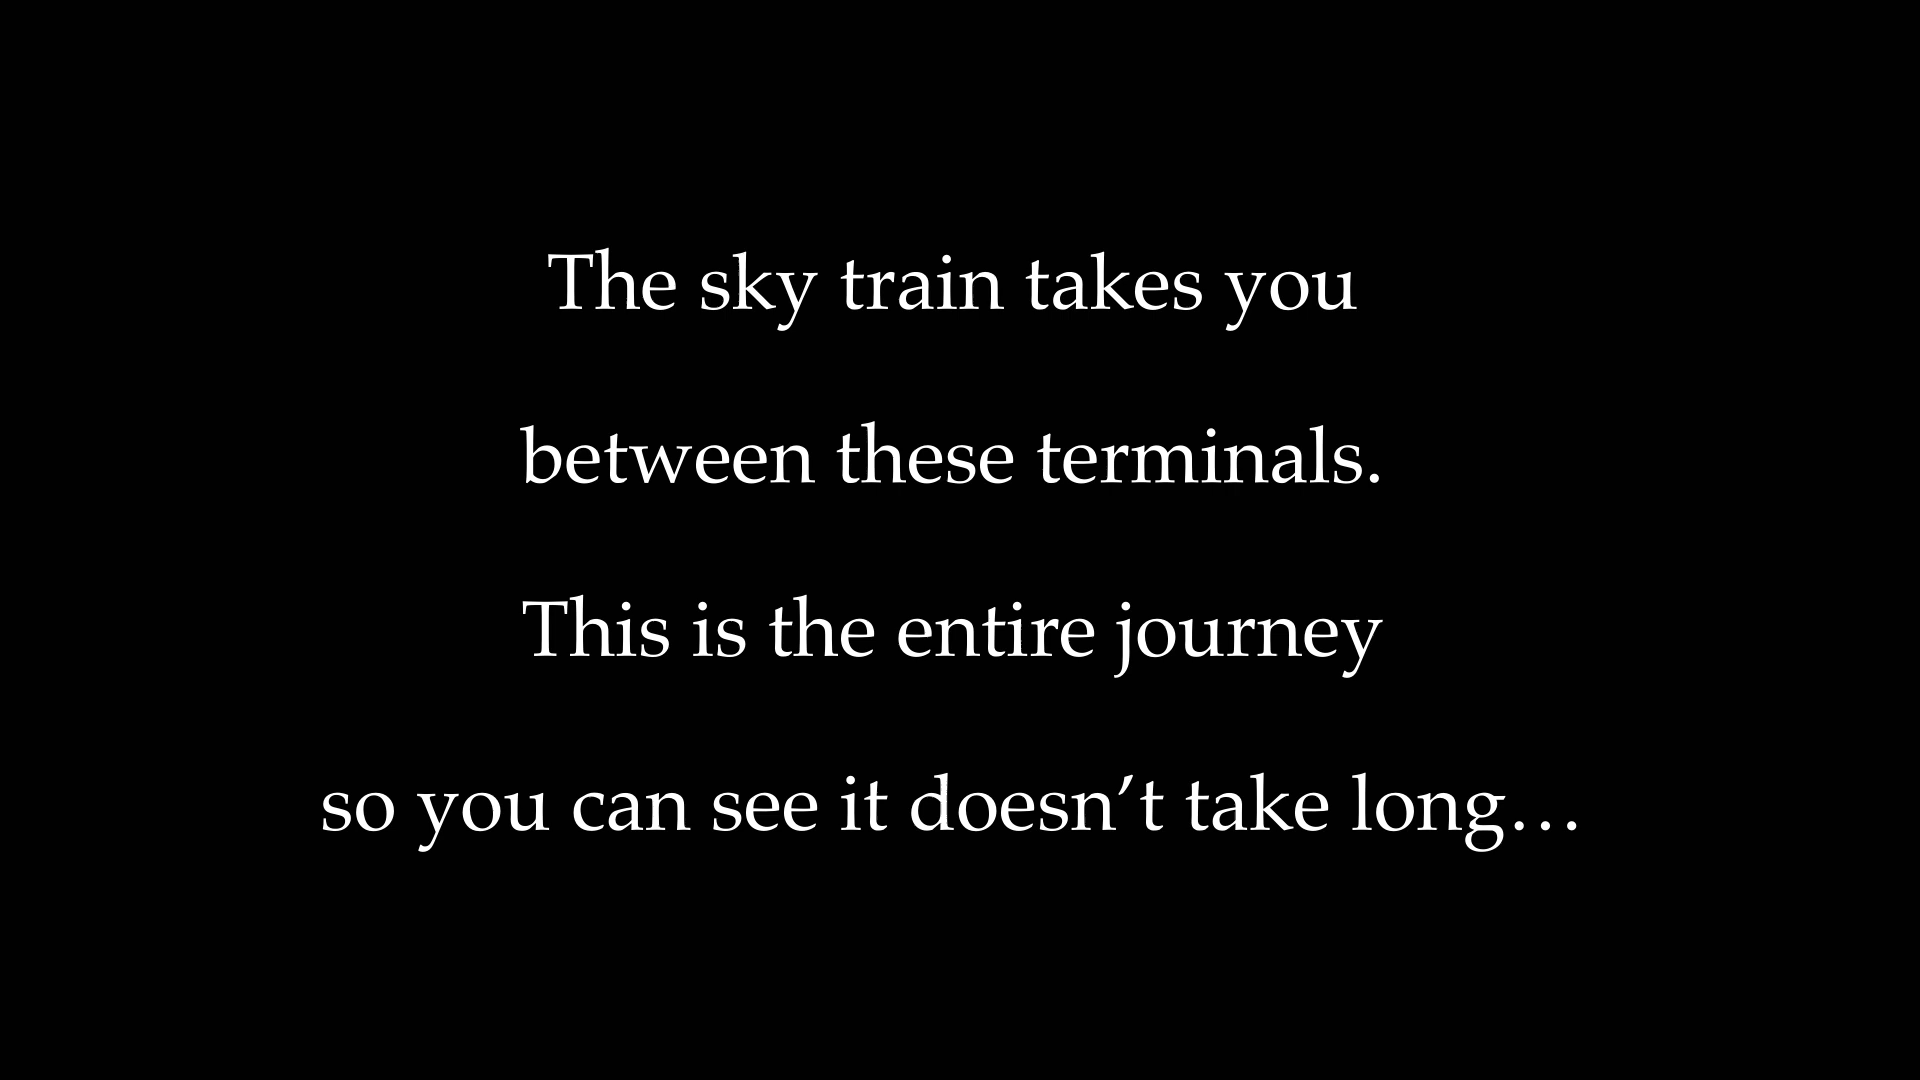 The sky train takes you
between these terminals.
This is the entire journey
so you can see it doesn’t take long…